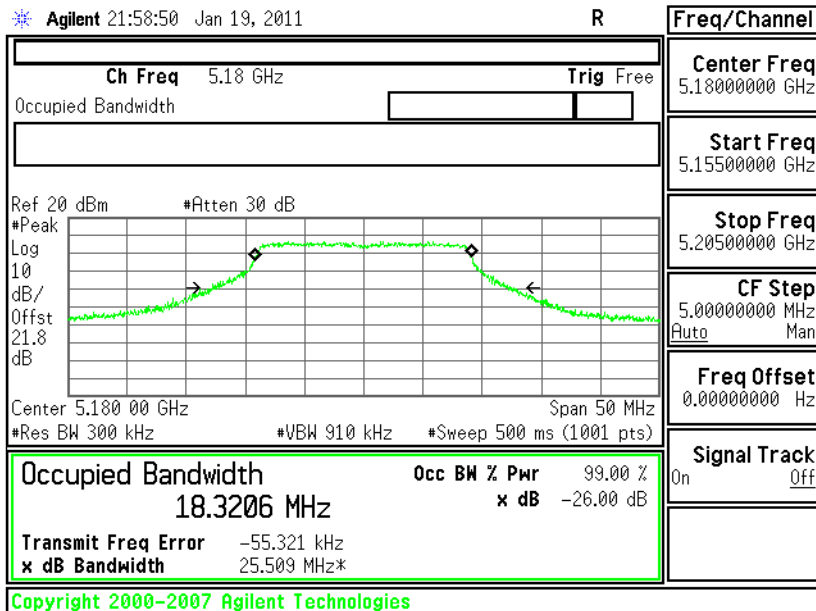 Agilent 21:58:50 Jan 19, 2011 R
Freq/Channel
Ch Freq 5.18 GHz Trig Free
Occupied Bandwidth
Center Freq
5.18000000 GHz
Start Freq
5.15500000 GHz
Stop Freq
5.20500000 GHz
CF Step
5.00000000 MHz
Auto Man
Freq Offset
0.00000000 Hz
Signal Track
On Off
Ref 20 dBm #Atten 30 dB
#Peak
Log
10
dB/
Offst
21.8
dB
Center 5.180 00 GHz Span 50 MHz
#Res BW 300 kHz #VBW 910 kHz #Sweep 500 ms (1001 pts)
Occupied Bandwidth Occ BW % Pwr 99.00 %
18.3206 MHz x dB -26.00 dB
Transmit Freq Error -55.321 kHz
x dB Bandwidth 25.509 MHz*
Copyright 2000-2007 Agilent Technologies